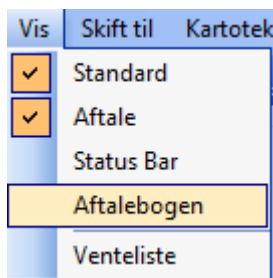 Vis Skift til Kartotek
Standard
Aftale
Status Bar
Aftalebogen
Venteliste